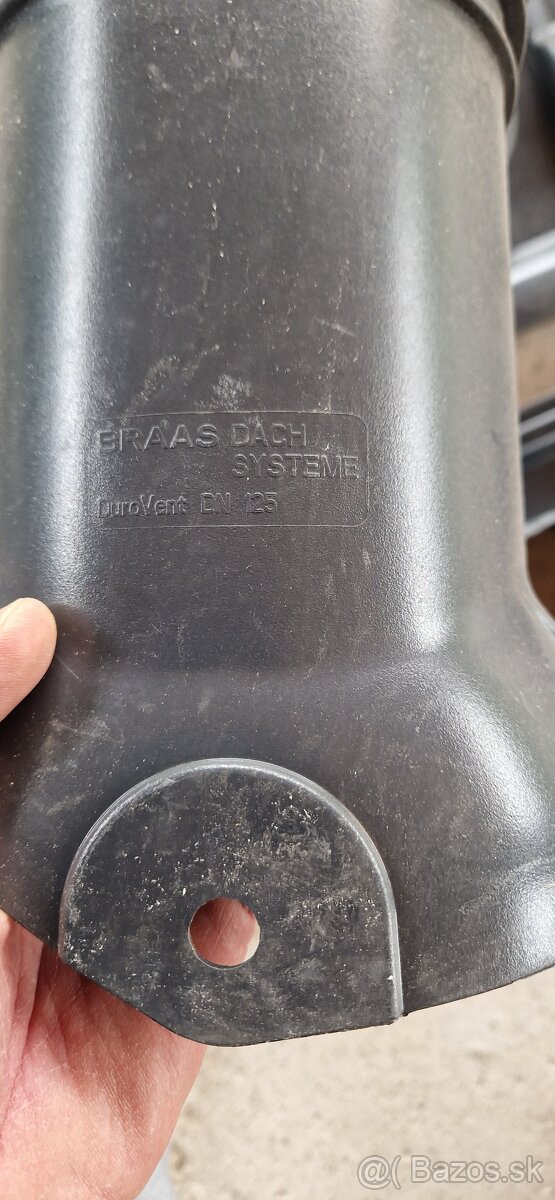 BRAAS DACH
SYSTEME
DuroVent DN 125
@( Bazos.sk